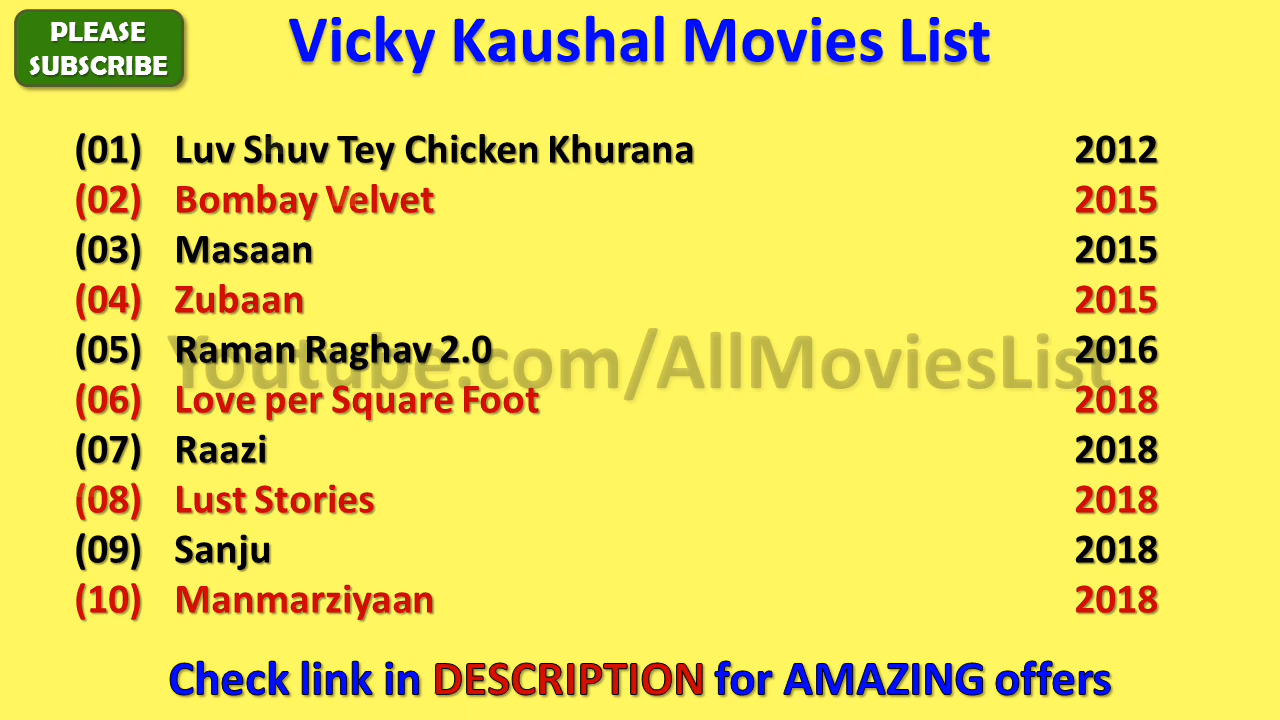 PLEASE
SUBSCRIBE
Vicky Kaushal Movies List
(01) Luv Shuv Tey Chicken Khurana 2012
(02) Bombay Velvet 2015
(03) Masaan 2015
(04) Zubaan 2015
(05) Raman Raghav 2.0 2016
Youtube.com/AllMoviesList
(06) Love per Square Foot 2018
(07) Raazi 2018
(08) Lust Stories 2018
(09) Sanju 2018
(10) Manmarziyaan 2018
Check link in DESCRIPTION for AMAZING offers